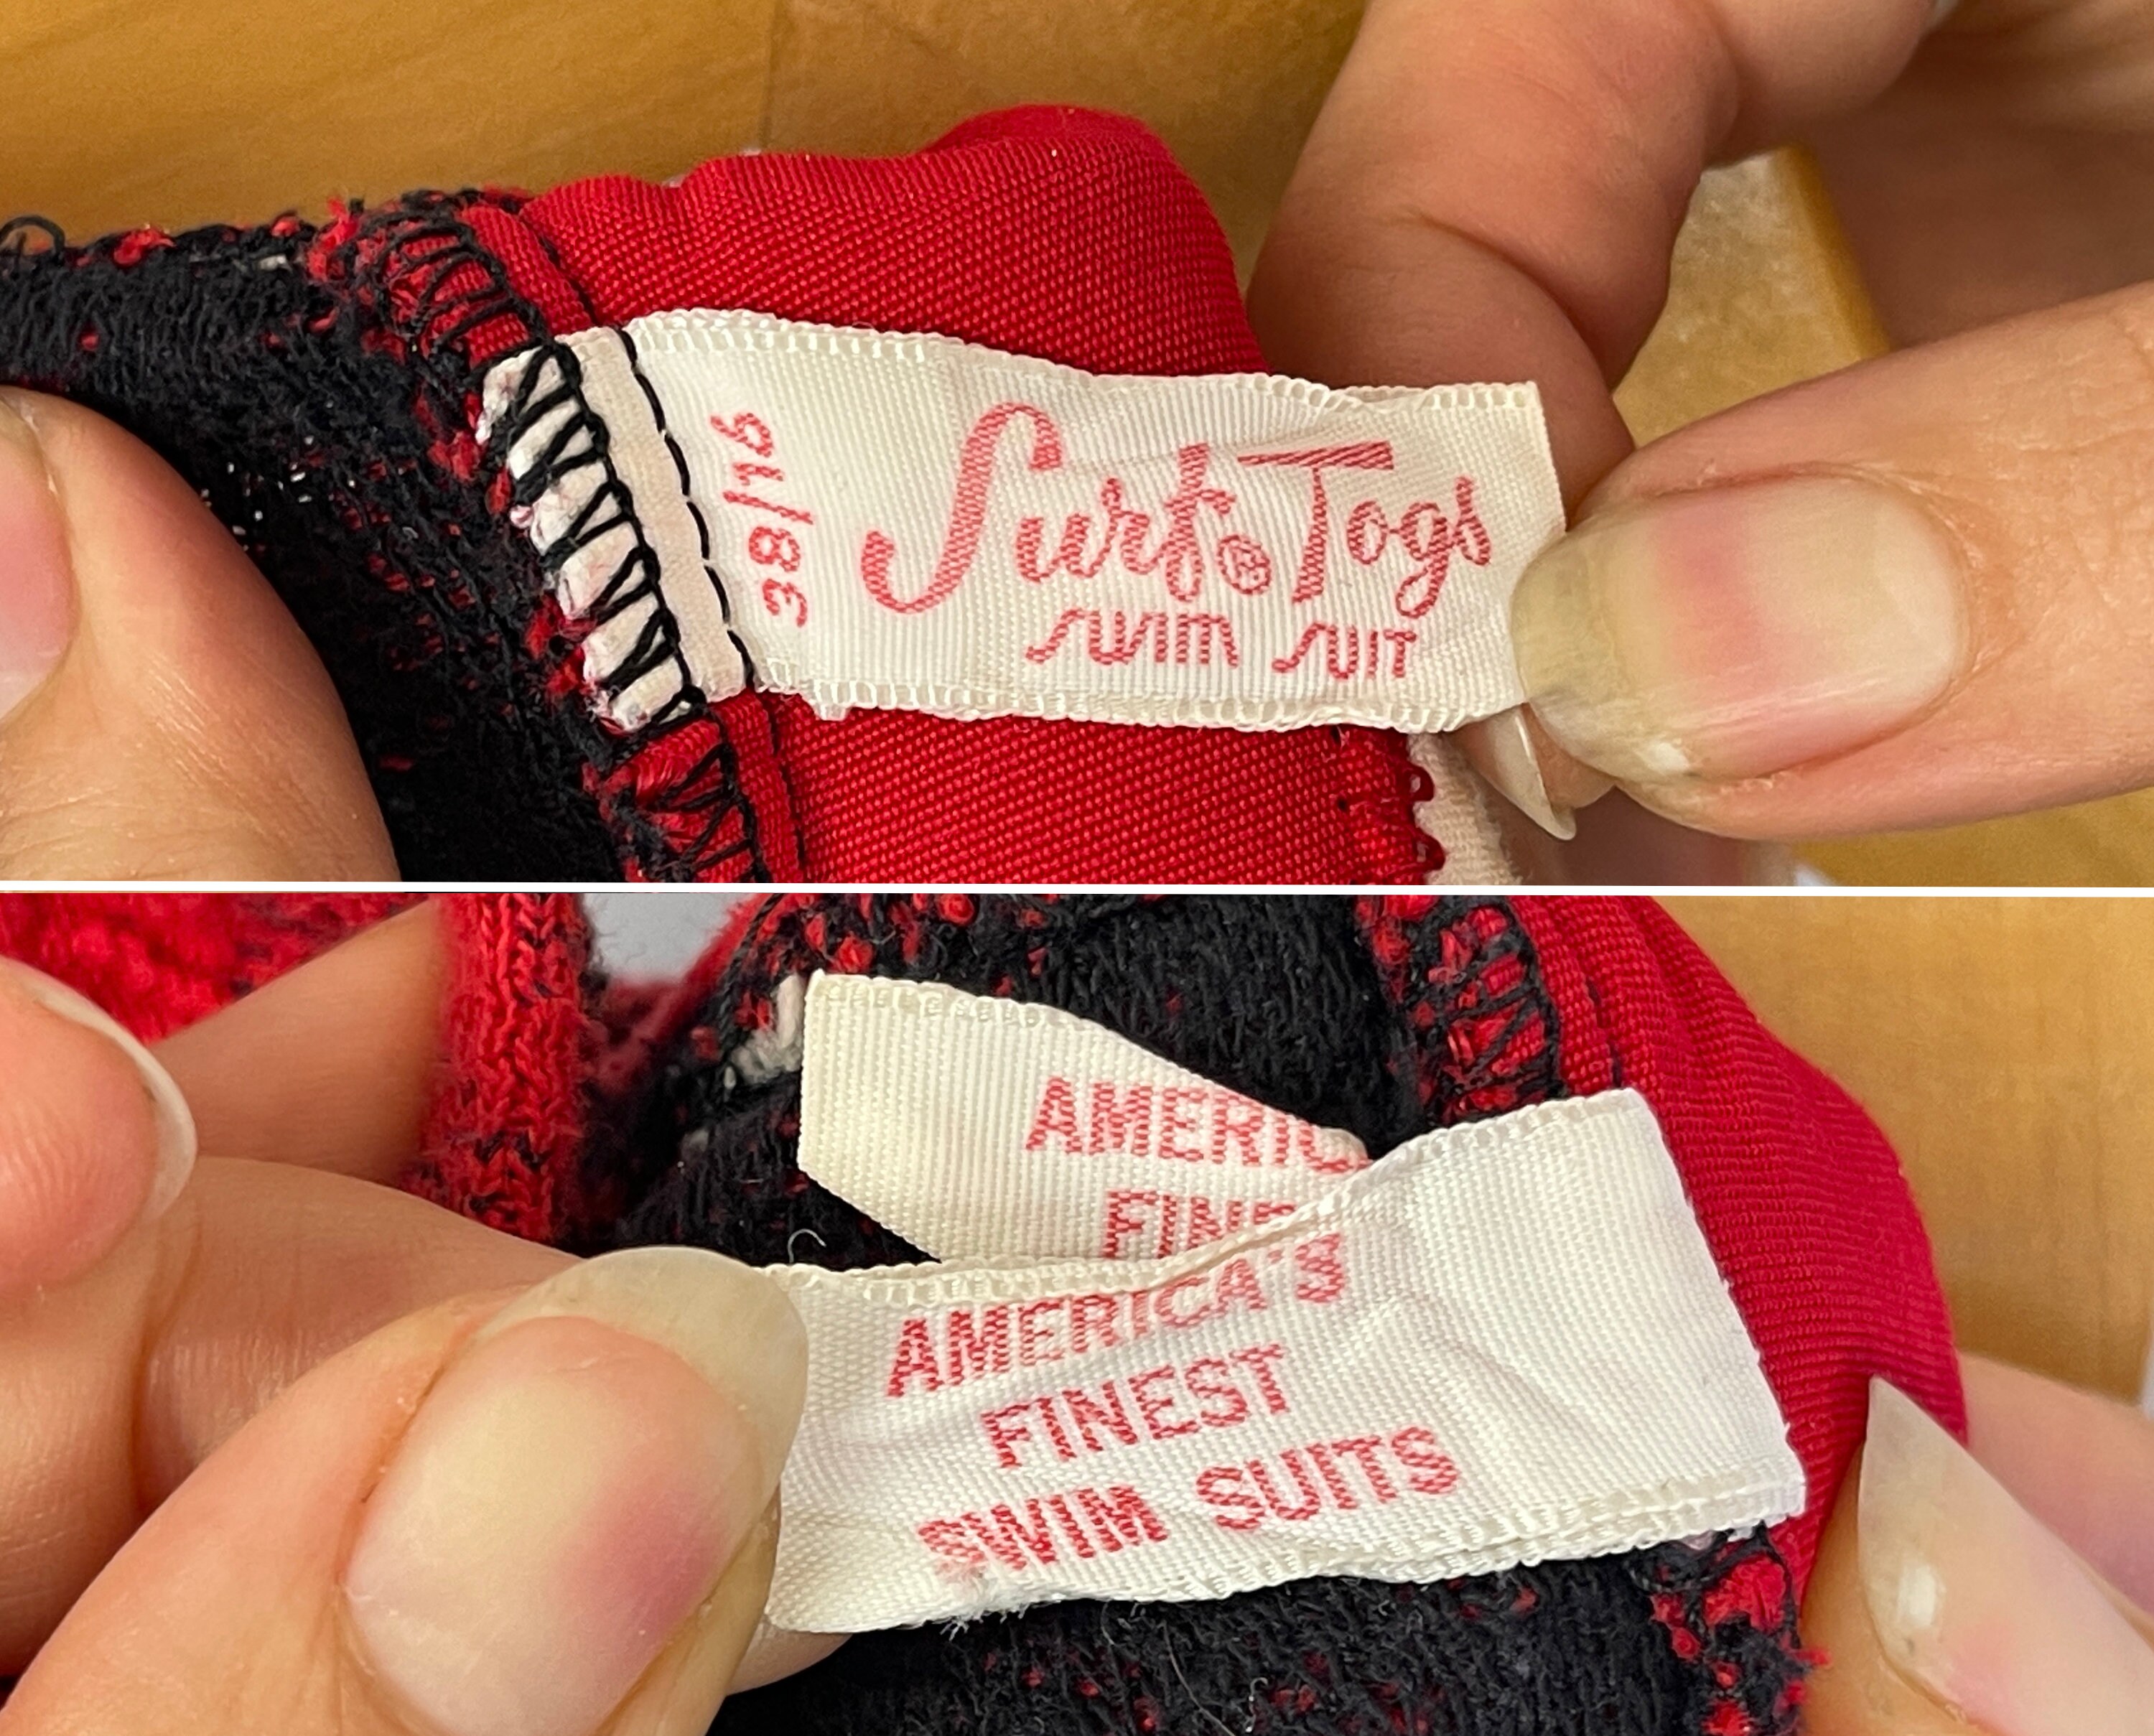 38/16
Surf® Togs
SWIM SUIT
AMERIC
FINE
AMERICA'S
FINEST
SWIM SUITS